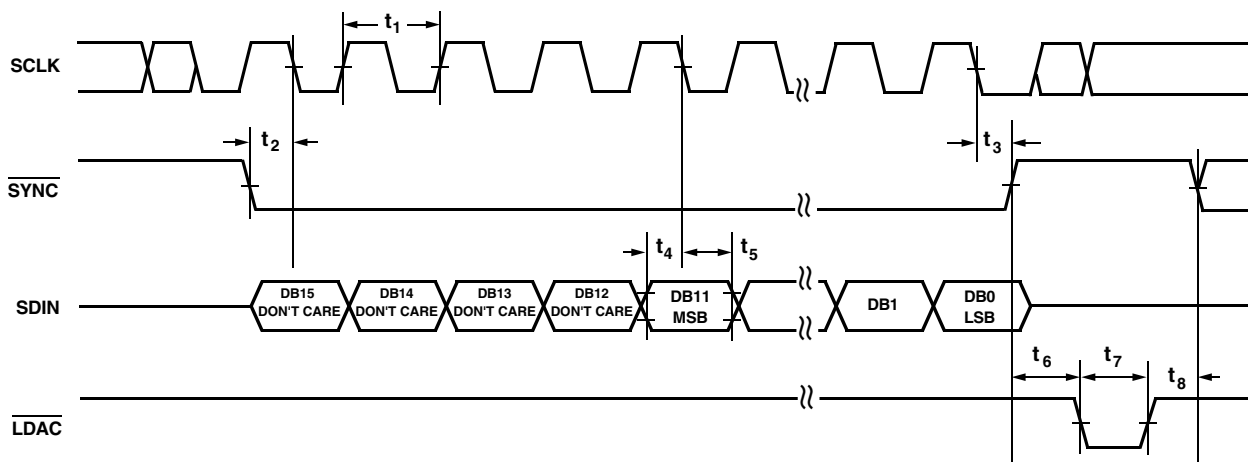 t1
SCLK
t2
t3
SYNC
t4
t5
SDIN
DB15
DON'T CARE
DB14
DON'T CARE
DB13
DON'T CARE
DB12
DON'T CARE
DB11
MSB
DB1
DB0
LSB
t6
t7
t8
LDAC